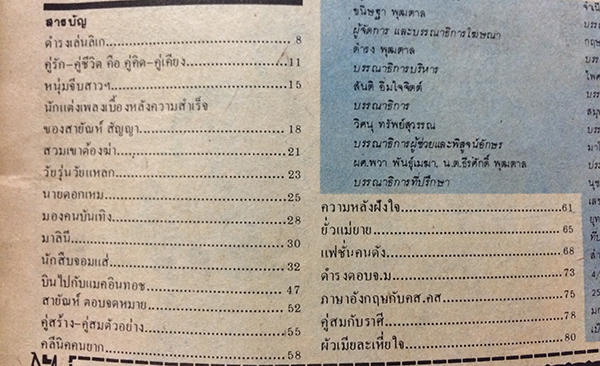 สารบัญ
ดำรงเล่นลิเก 8
คู่รัก-คู่ชีวิต คือ คู่คิด-คู่เคียง 11
หนุ่มจีบสาวฯ 15
นักแต่งเพลงเบื้องหลังความสำเร็จ
ของสายัณห์ สัญญา 18
สวมเขาต้องฆ่า 21
วัยรุ่นวัยแหลก 23
นายดอกเหม 25
มองคนบันเทิง 28
มาลินี 30
นักสืบจอมแส่ 32
บินไปกับแมคอินทอช 47
สายัณห์ ตอบจดหมาย 52
คู่สร้าง-คู่สมตัวอย่าง 55
คลีนิคคนยาก 58
ขนิษฐา พุฒตาล
ผู้จัดการ และบรรณาธิการโฆษณา
ดำรง พุฒตาล
บรรณาธิการบริหาร
สันติ อิ่มใจจิตต์
บรรณาธิการ
วิศนุ ทรัพย์สุวรรณ
บรรณาธิการผู้ช่วยและพิสูจน์อักษร
ผศ.พวา พันธุ์เมฆา, น.ต.ธีรศักดิ์ พุฒตาล
บรรณาธิการที่ปรึกษา
ความหลังฝังใจ 61
ยั่วแม่ยาย 65
แฟชั่นคนดัง 68
ดำรงตอบจ.ม 73
ภาษาอังกฤษกับคส.คส 75
คู่สมกับราศี 78
ผัวเมียละเหี่ยใจ 80